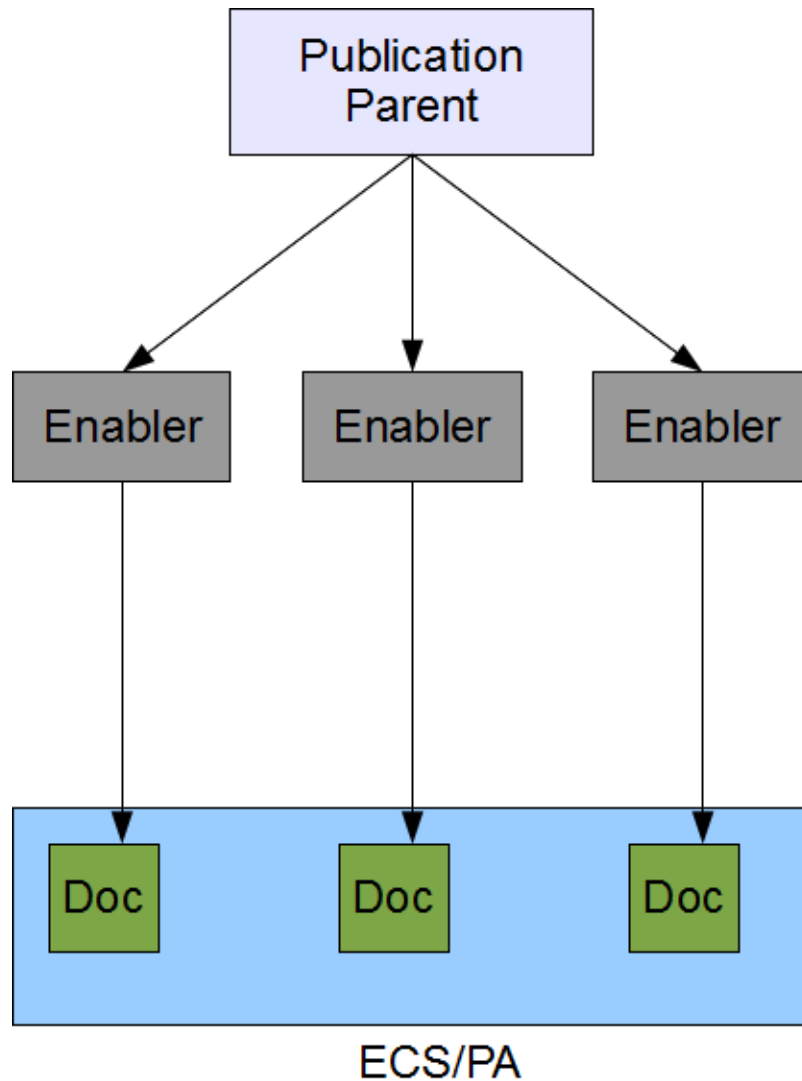 Publication
Parent
Enabler Enabler Enabler
Doc Doc Doc
ECS/PA